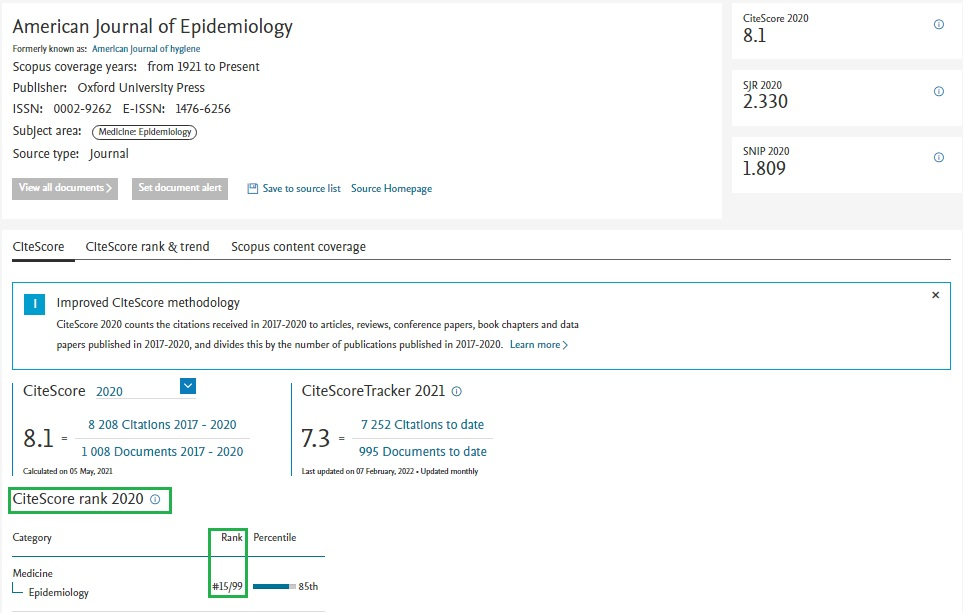 American Journal of Epidemiology
Formerly known as: American Journal of hygiene
Scopus coverage years: from 1921 to Present
Publisher: Oxford University Press
ISSN: 0002-9262 E-ISSN: 1476-6256
Subject area: Medicine: Epidemiology
Source type: Journal
View all documents > Set document alert Save to source list Source Homepage
CiteScore 2020
8.1
SJR 2020
2.330
SNIP 2020
1.809
CiteScore CiteScore rank & trend Scopus content coverage
i Improved CiteScore methodology ×
CiteScore 2020 counts the citations received in 2017-2020 to articles, reviews, conference papers, book chapters and data
papers published in 2017-2020, and divides this by the number of publications published in 2017-2020. Learn more >
CiteScore 2020
8.1 = 8 208 Citations 2017 - 2020
1 008 Documents 2017 - 2020
Calculated on 05 May, 2021
CiteScoreTracker 2021
7.3 = 7 252 Citations to date
995 Documents to date
Last updated on 07 February, 2022 • Updated monthly
CiteScore rank 2020
Category Rank Percentile
Medicine
Epidemiology #15/99 85th